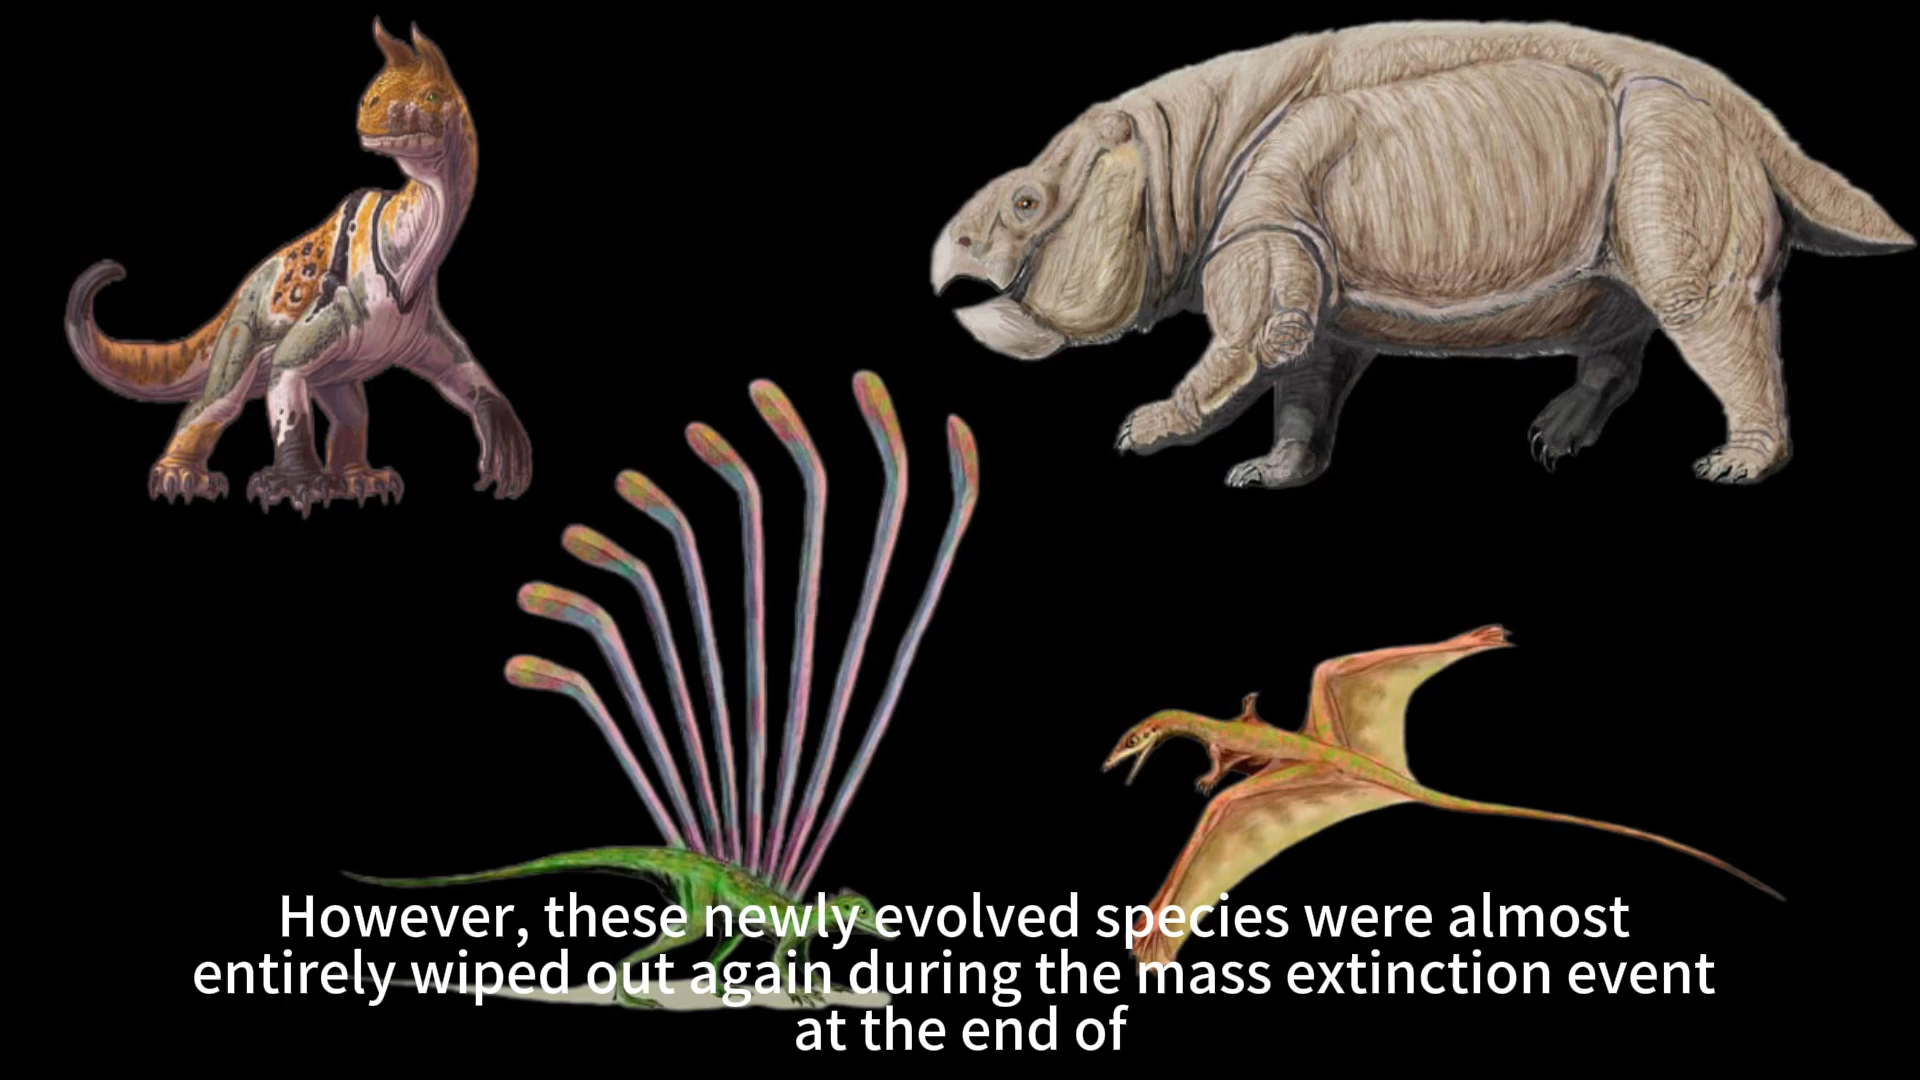 However, these newly evolved species were almost
entirely wiped out again during the mass extinction event
at the end of